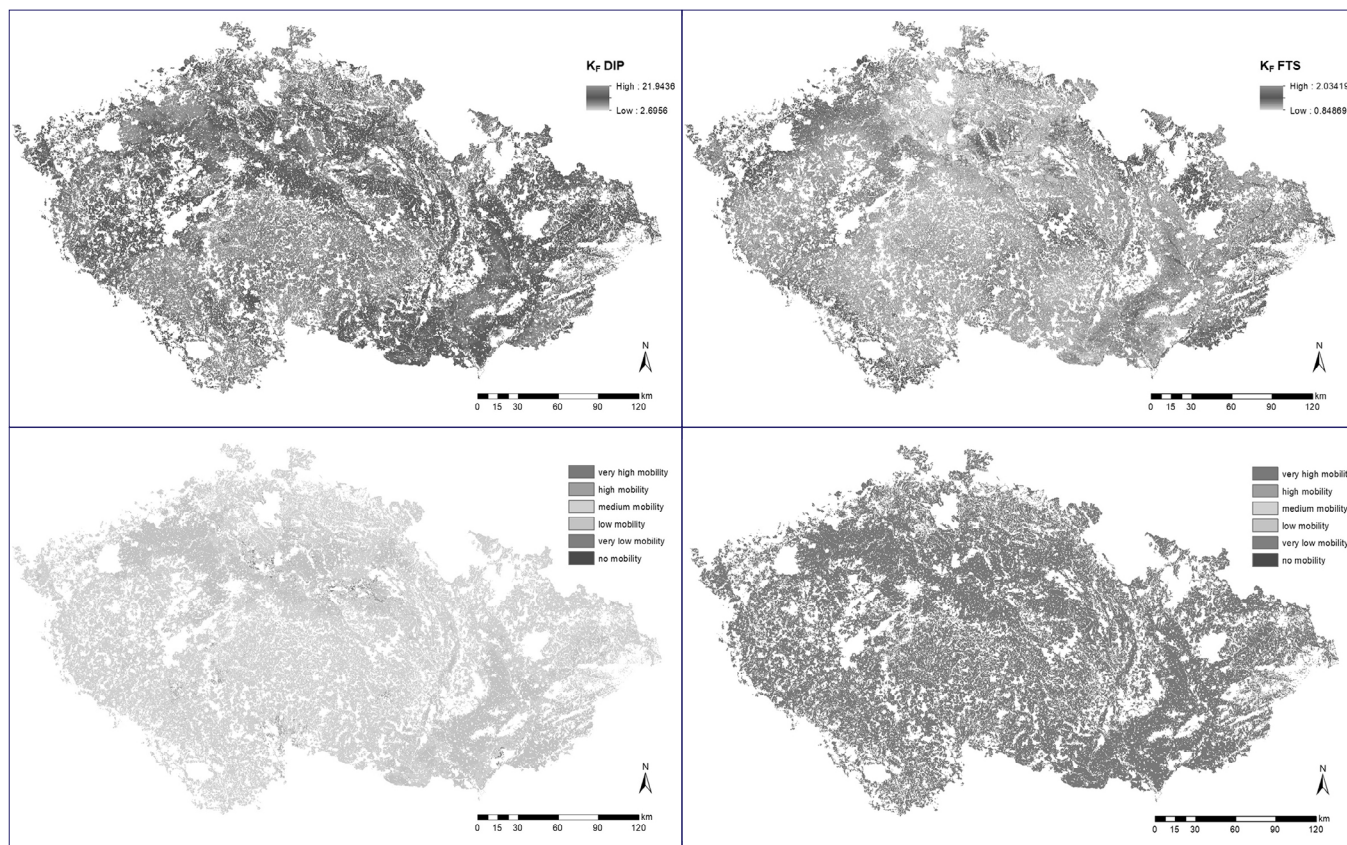 K_F DIP
High : 21.9436
Low : 2.6956
N
0 15 30 60 90 120 km
K_F FTS
High : 2.03419
Low : 0.84869
N
0 15 30 60 90 120 km
very high mobility
high mobility
medium mobility
low mobility
very low mobility
no mobility
N
0 15 30 60 90 120 km
very high mobility
high mobility
medium mobility
low mobility
very low mobility
no mobility
N
0 15 30 60 90 120 km